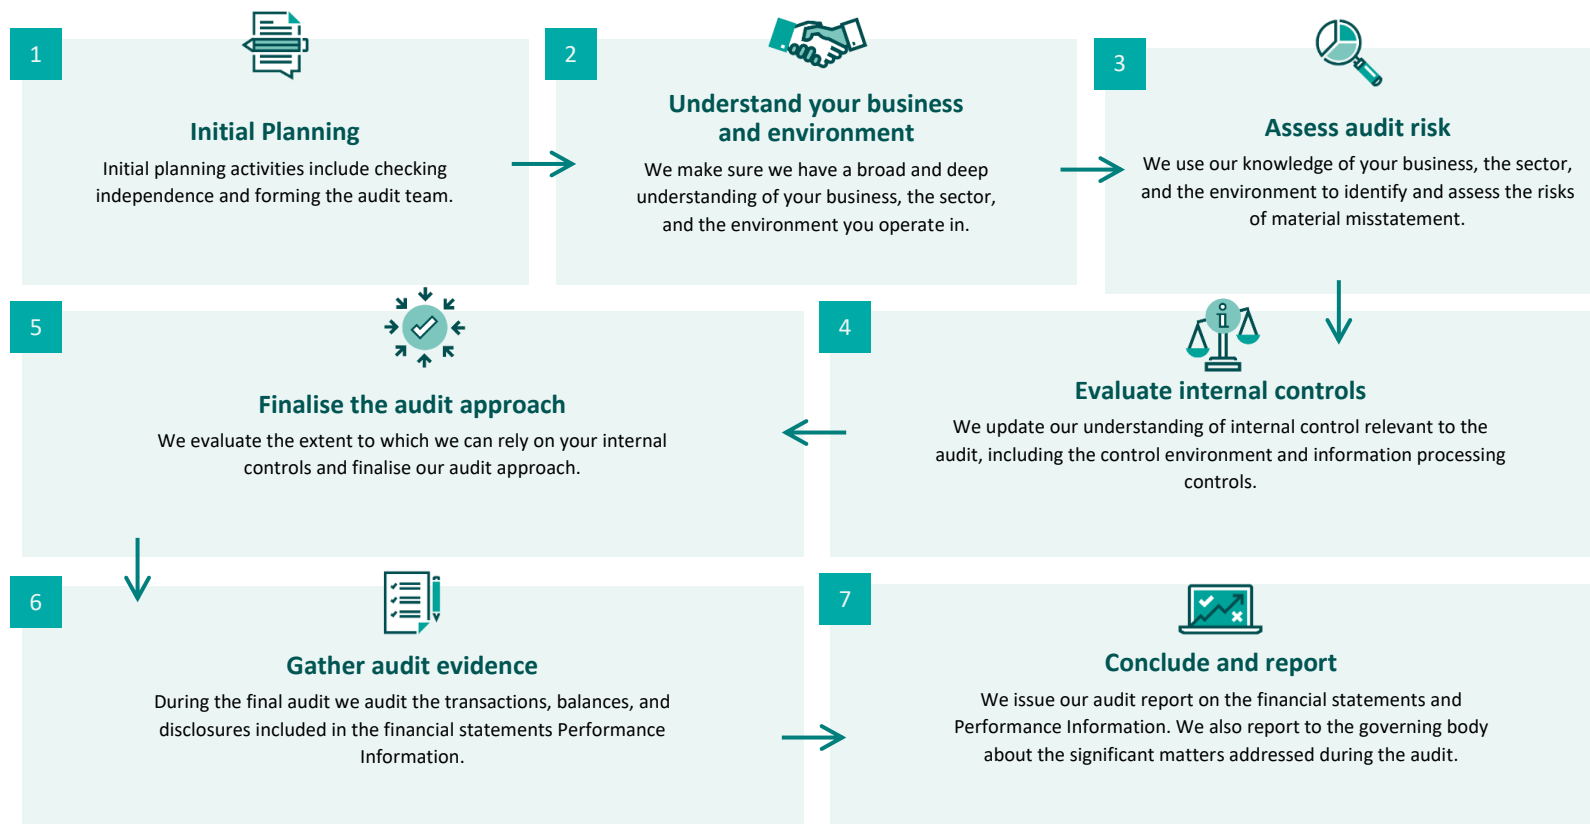 1
Initial Planning
Initial planning activities include checking
independence and forming the audit team.
2
Understand your business
and environment
We make sure we have a broad and deep
understanding of your business, the sector,
and the environment you operate in.
3
Assess audit risk
We use our knowledge of your business, the sector,
and the environment to identify and assess the risks
of material misstatement.
4
Evaluate internal controls
We update our understanding of internal control relevant to the
audit, including the control environment and information processing
controls.
5
Finalise the audit approach
We evaluate the extent to which we can rely on your internal
controls and finalise our audit approach.
6
Gather audit evidence
During the final audit we audit the transactions, balances, and
disclosures included in the financial statements Performance
Information.
7
Conclude and report
We issue our audit report on the financial statements and
Performance Information. We also report to the governing body
about the significant matters addressed during the audit.